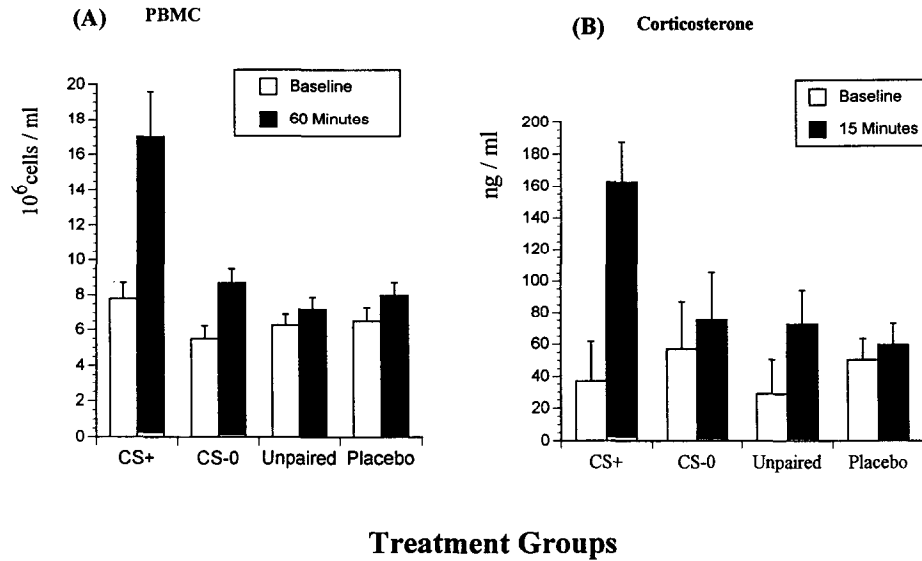 (A) PBMC
Baseline
60 Minutes
10⁶cells / ml
20
18
16
14
12
10
8
6
4
2
0
CS+ CS-0 Unpaired Placebo
(B) Corticosterone
Baseline
15 Minutes
ng / ml
200
180
160
140
120
100
80
60
40
20
0
CS+ CS-0 Unpaired Placebo
Treatment Groups